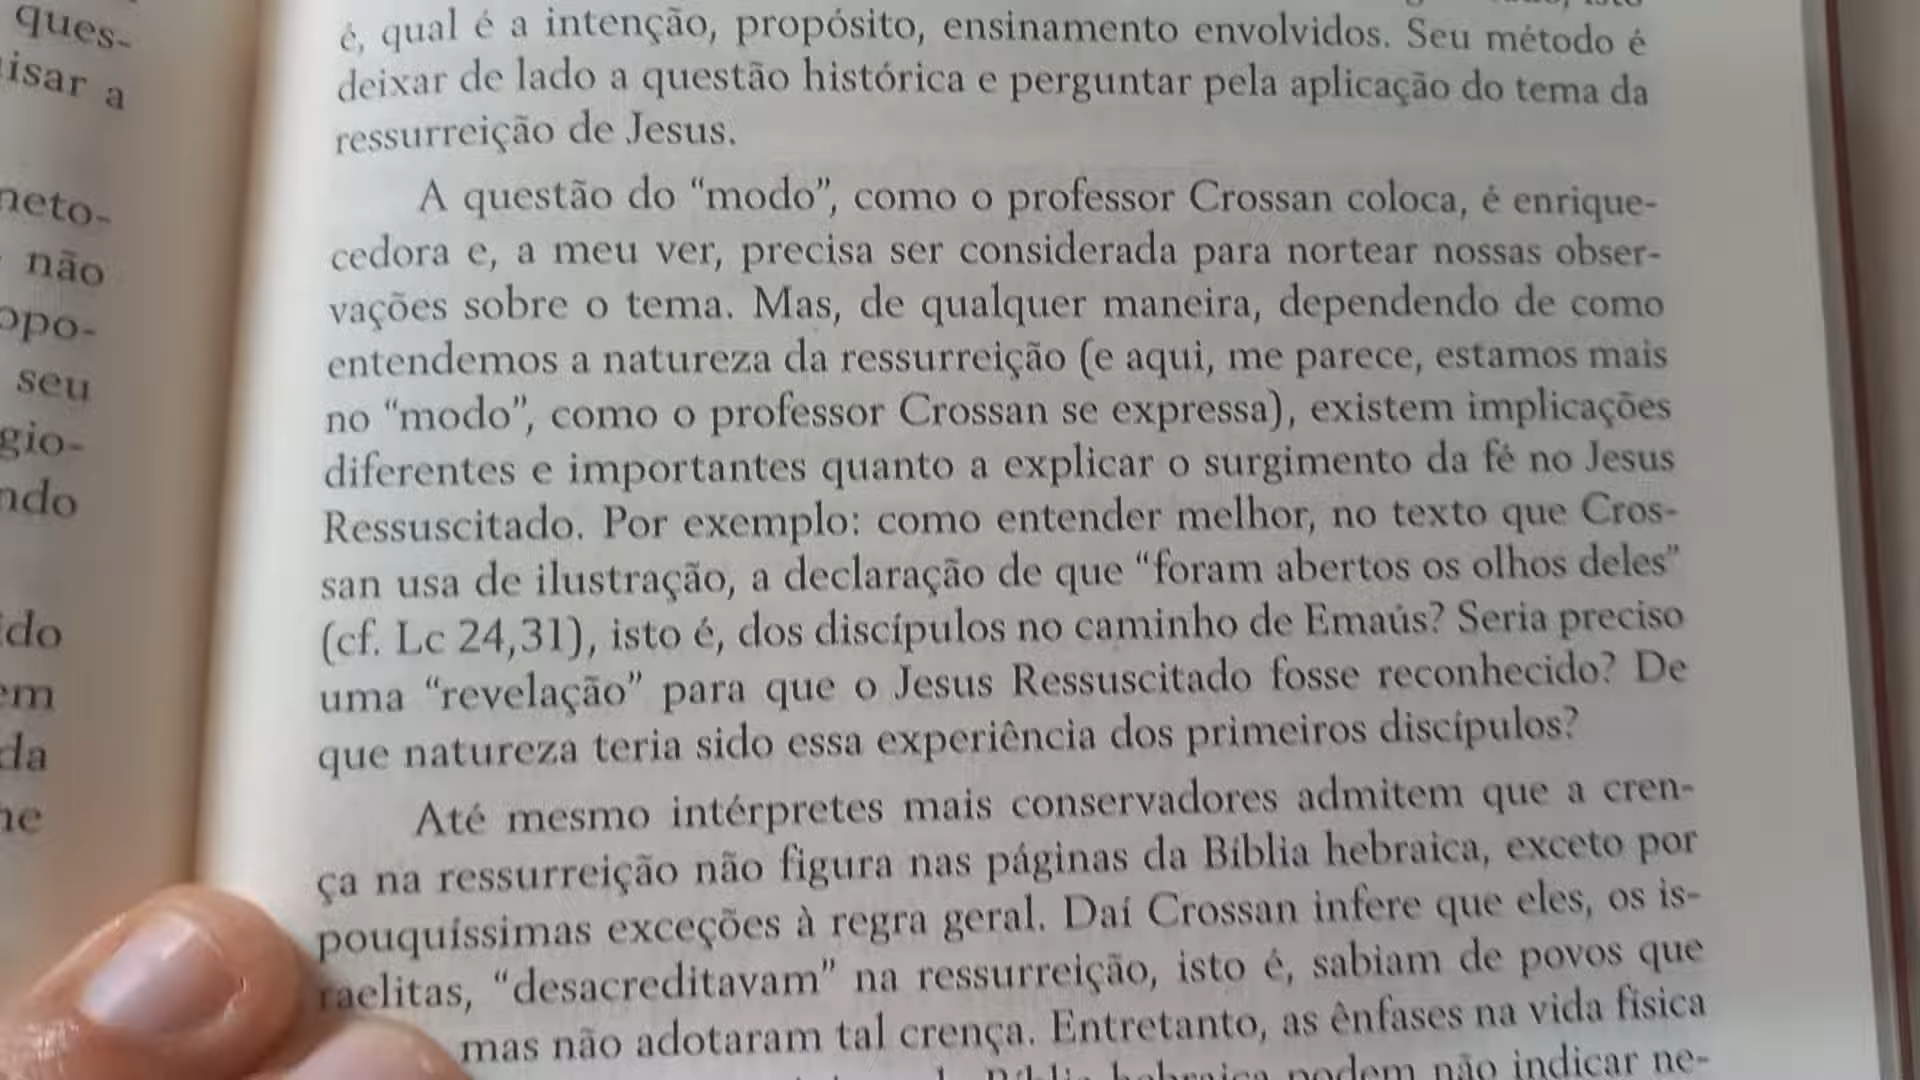 ques-
isar a
não
seu
é, qual é a intenção, propósito, ensinamento envolvidos. Seu método é
deixar de lado a questão histórica e perguntar pela aplicação do tema da
ressurreição de Jesus.
A questão do “modo”, como o professor Crossan coloca, é enrique-
cedora e, a meu ver, precisa ser considerada para nortear nossas obser-
vações sobre o tema. Mas, de qualquer maneira, dependendo de como
entendemos a natureza da ressurreição (e aqui, me parece, estamos mais
no “modo”, como o professor Crossan se expressa), existem implicações
diferentes e importantes quanto a explicar o surgimento da fé no Jesus
Ressuscitado. Por exemplo: como entender melhor, no texto que Cros-
san usa de ilustração, a declaração de que “foram abertos os olhos deles”
(cf. Lc 24,31), isto é, dos discípulos no caminho de Emaús? Seria preciso
uma “revelação” para que o Jesus Ressuscitado fosse reconhecido? De
que natureza teria sido essa experiência dos primeiros discípulos?
Até mesmo intérpretes mais conservadores admitem que a cren-
ça na ressurreição não figura nas páginas da Bíblia hebraica, exceto por
pouquíssimas exceções à regra geral. Daí Crossan infere que eles, os is-
raelitas, “desacreditavam” na ressurreição, isto é, sabiam de povos que
mas não adotaram tal crença. Entretanto, as ênfases na vida física
Bíblia hebraica podem não indicar ne-